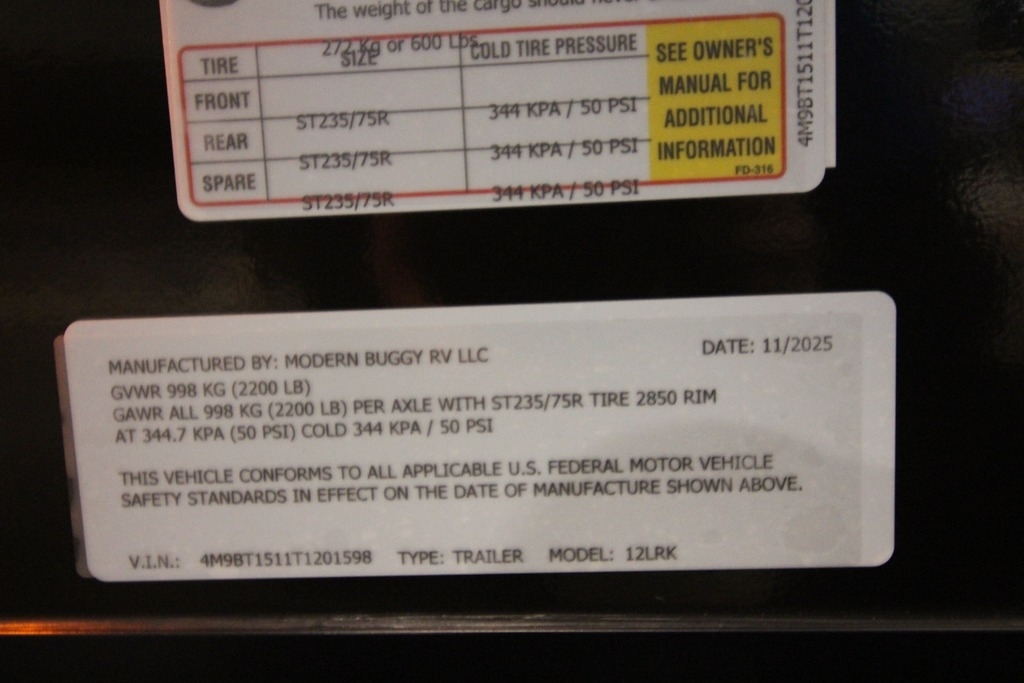 The weight of the cargo should never
272 Kg or 600 Lbs
TIRE SIZE COLD TIRE PRESSURE
FRONT ST235/75R 344 KPA / 50 PSI
REAR ST235/75R 344 KPA / 50 PSI
SPARE ST235/75R 344 KPA / 50 PSI
SEE OWNER'S
MANUAL FOR
ADDITIONAL
INFORMATION
FD-316
4M9BT1511T120
MANUFACTURED BY: MODERN BUGGY RV LLC DATE: 11/2025
GVWR 998 KG (2200 LB)
GAWR ALL 998 KG (2200 LB) PER AXLE WITH ST235/75R TIRE 2850 RIM
AT 344.7 KPA (50 PSI) COLD 344 KPA / 50 PSI
THIS VEHICLE CONFORMS TO ALL APPLICABLE U.S. FEDERAL MOTOR VEHICLE
SAFETY STANDARDS IN EFFECT ON THE DATE OF MANUFACTURE SHOWN ABOVE.
V.I.N.: 4M9BT1511T1201598 TYPE: TRAILER MODEL: 12LRK